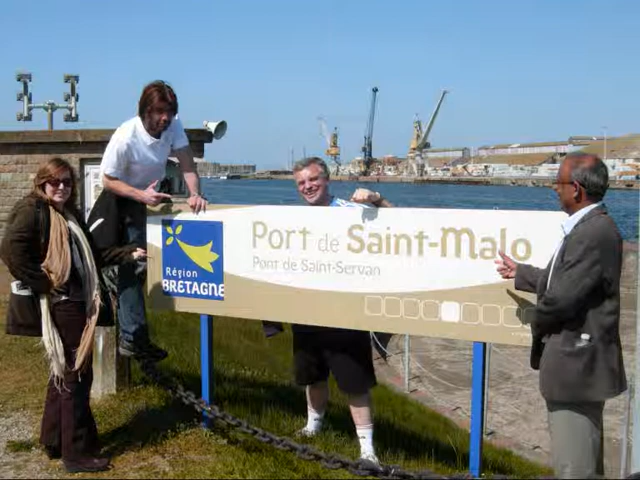 Port de Saint-Malo
Pont de Saint-Servan
Région
BRETAGNE